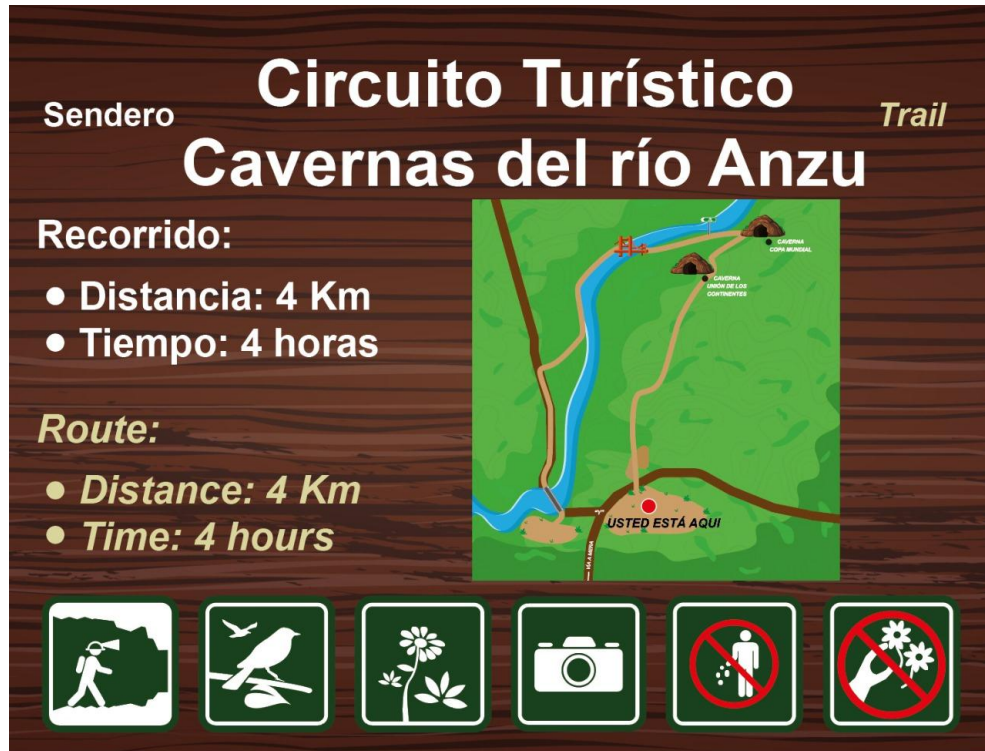 Circuito Turístico
Sendero
Trail
Cavernas del río Anzu
Recorrido:
● Distancia: 4 Km
● Tiempo: 4 horas
Route:
● Distance: 4 Km
● Time: 4 hours
CAVERNA
COPA MUNDIAL
CAVERNA
UNIÓN DE LOS
CONTINENTES
USTED ESTÁ AQUI